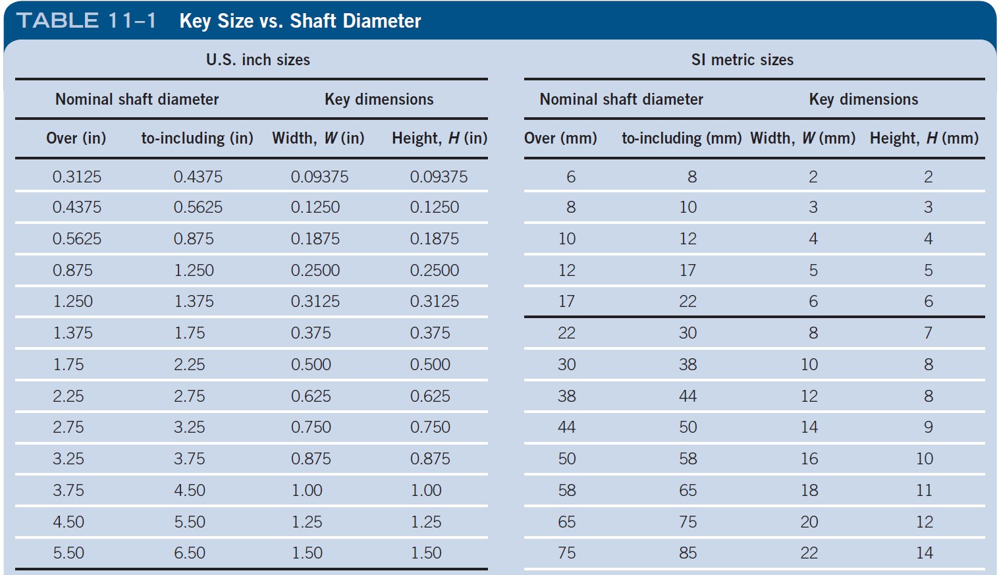 TABLE 11–1 Key Size vs. Shaft Diameter
U.S. inch sizes SI metric sizes
Nominal shaft diameter Key dimensions Nominal shaft diameter Key dimensions
Over (in) to-including (in) Width, W (in) Height, H (in) Over (mm) to-including (mm) Width, W (mm) Height, H (mm)
0.3125 0.4375 0.09375 0.09375 6 8 2 2
0.4375 0.5625 0.1250 0.1250 8 10 3 3
0.5625 0.875 0.1875 0.1875 10 12 4 4
0.875 1.250 0.2500 0.2500 12 17 5 5
1.250 1.375 0.3125 0.3125 17 22 6 6
1.375 1.75 0.375 0.375 22 30 8 7
1.75 2.25 0.500 0.500 30 38 10 8
2.25 2.75 0.625 0.625 38 44 12 8
2.75 3.25 0.750 0.750 44 50 14 9
3.25 3.75 0.875 0.875 50 58 16 10
3.75 4.50 1.00 1.00 58 65 18 11
4.50 5.50 1.25 1.25 65 75 20 12
5.50 6.50 1.50 1.50 75 85 22 14